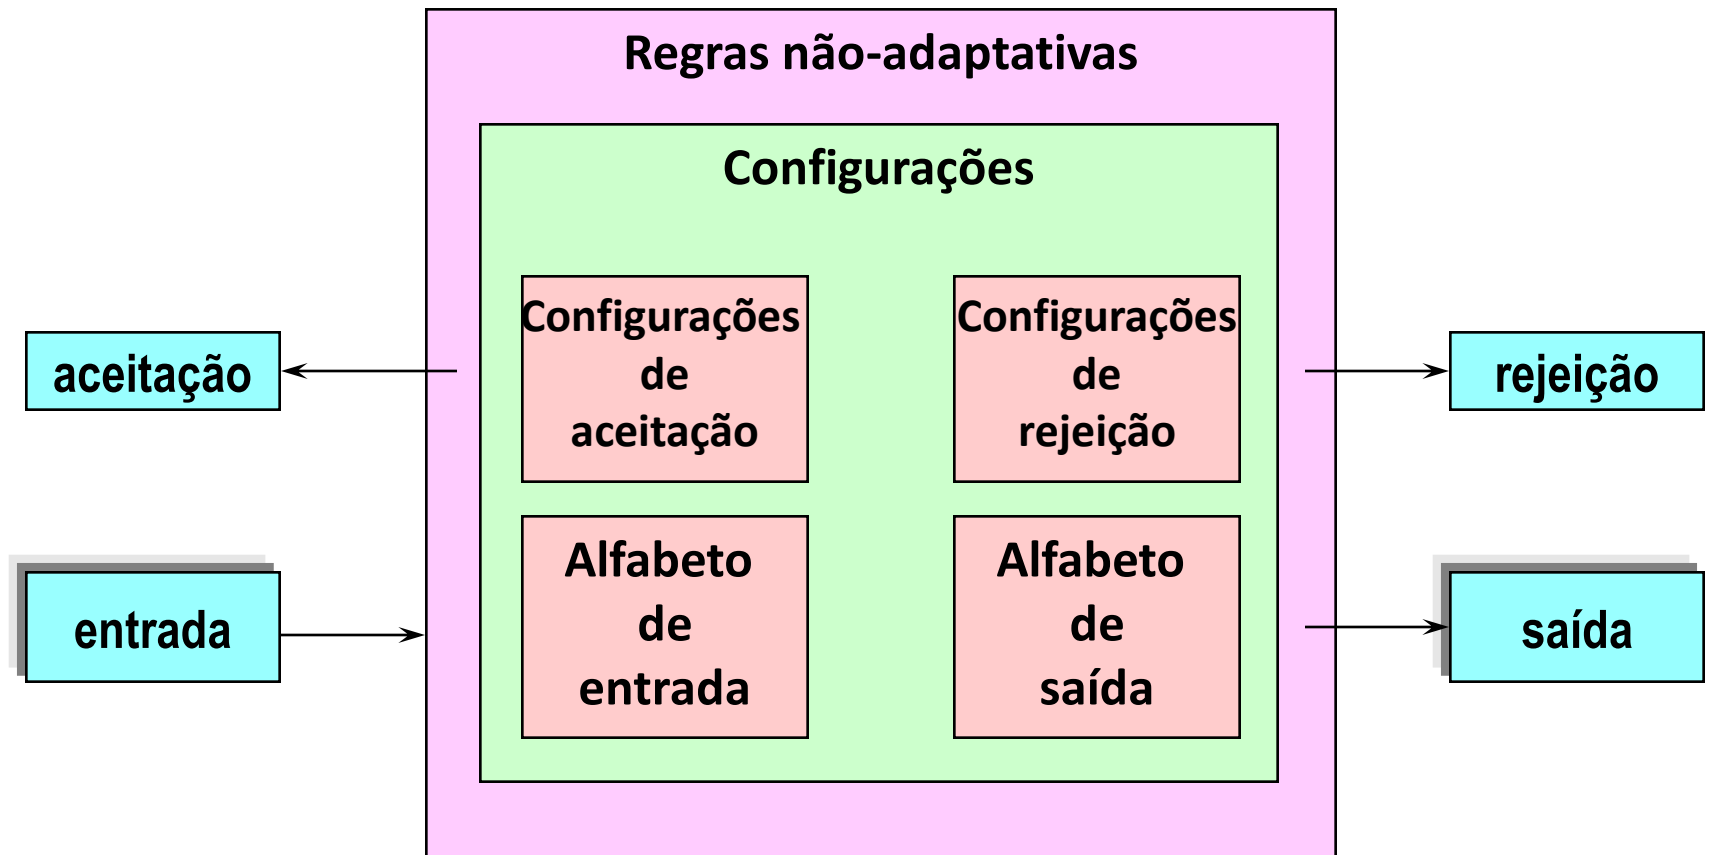 Regras não-adaptativas
Configurações
Configurações
de
aceitação
Configurações
de
rejeição
aceitação
rejeição
Alfabeto
de
entrada
Alfabeto
de
saída
entrada
saída